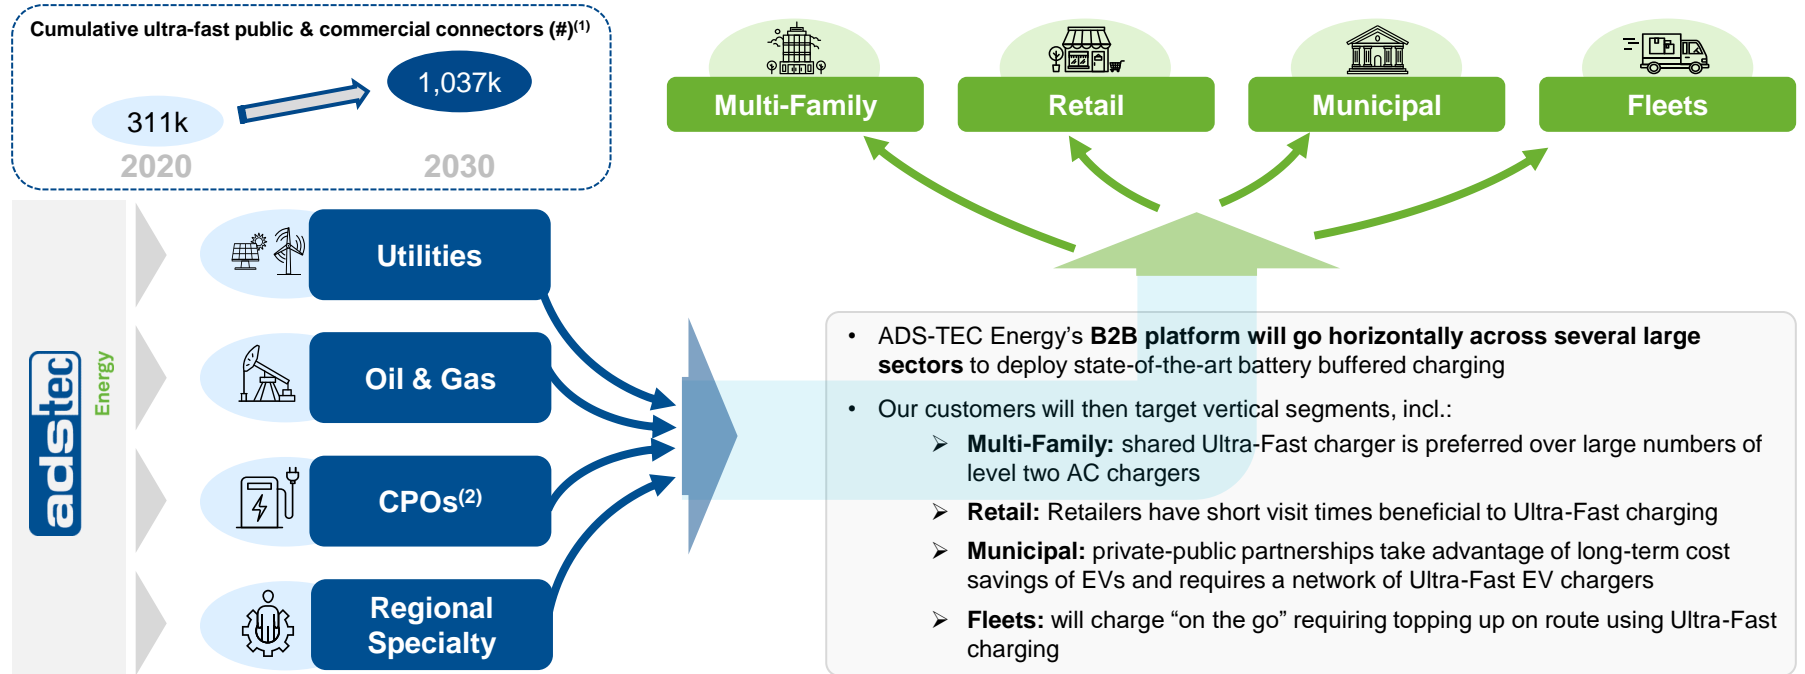 Cumulative ultra-fast public & commercial connectors (#)(1)
311k
1,037k
2020
2030
Multi-Family
Retail
Municipal
Fleets
adstec
Energy
Utilities
Oil & Gas
CPOs(2)
Regional
Specialty
• ADS-TEC Energy’s B2B platform will go horizontally across several large
sectors to deploy state-of-the-art battery buffered charging
• Our customers will then target vertical segments, incl.:
➢ Multi-Family: shared Ultra-Fast charger is preferred over large numbers of
level two AC chargers
➢ Retail: Retailers have short visit times beneficial to Ultra-Fast charging
➢ Municipal: private-public partnerships take advantage of long-term cost
savings of EVs and requires a network of Ultra-Fast EV chargers
➢ Fleets: will charge “on the go” requiring topping up on route using Ultra-Fast
charging